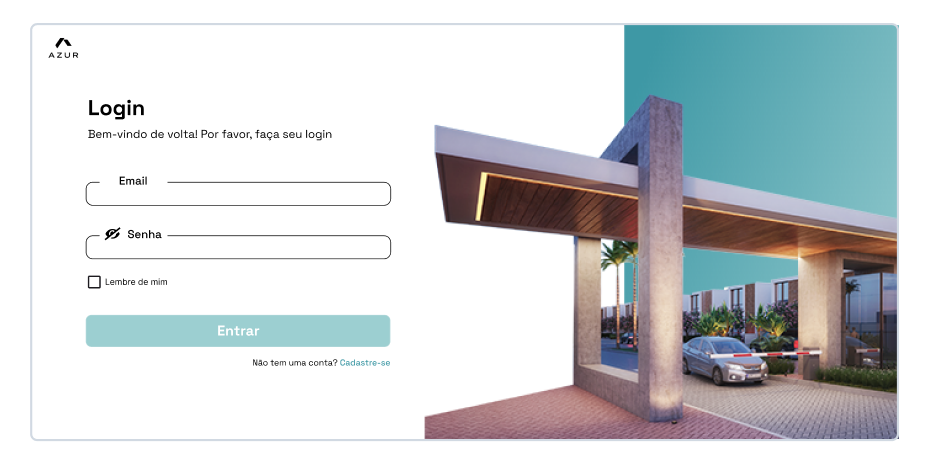 AZUR
Login
Bem-vindo de volta! Por favor, faça seu login
Email
Senha
Lembre de mim
Entrar
Não tem uma conta? Cadastre-se